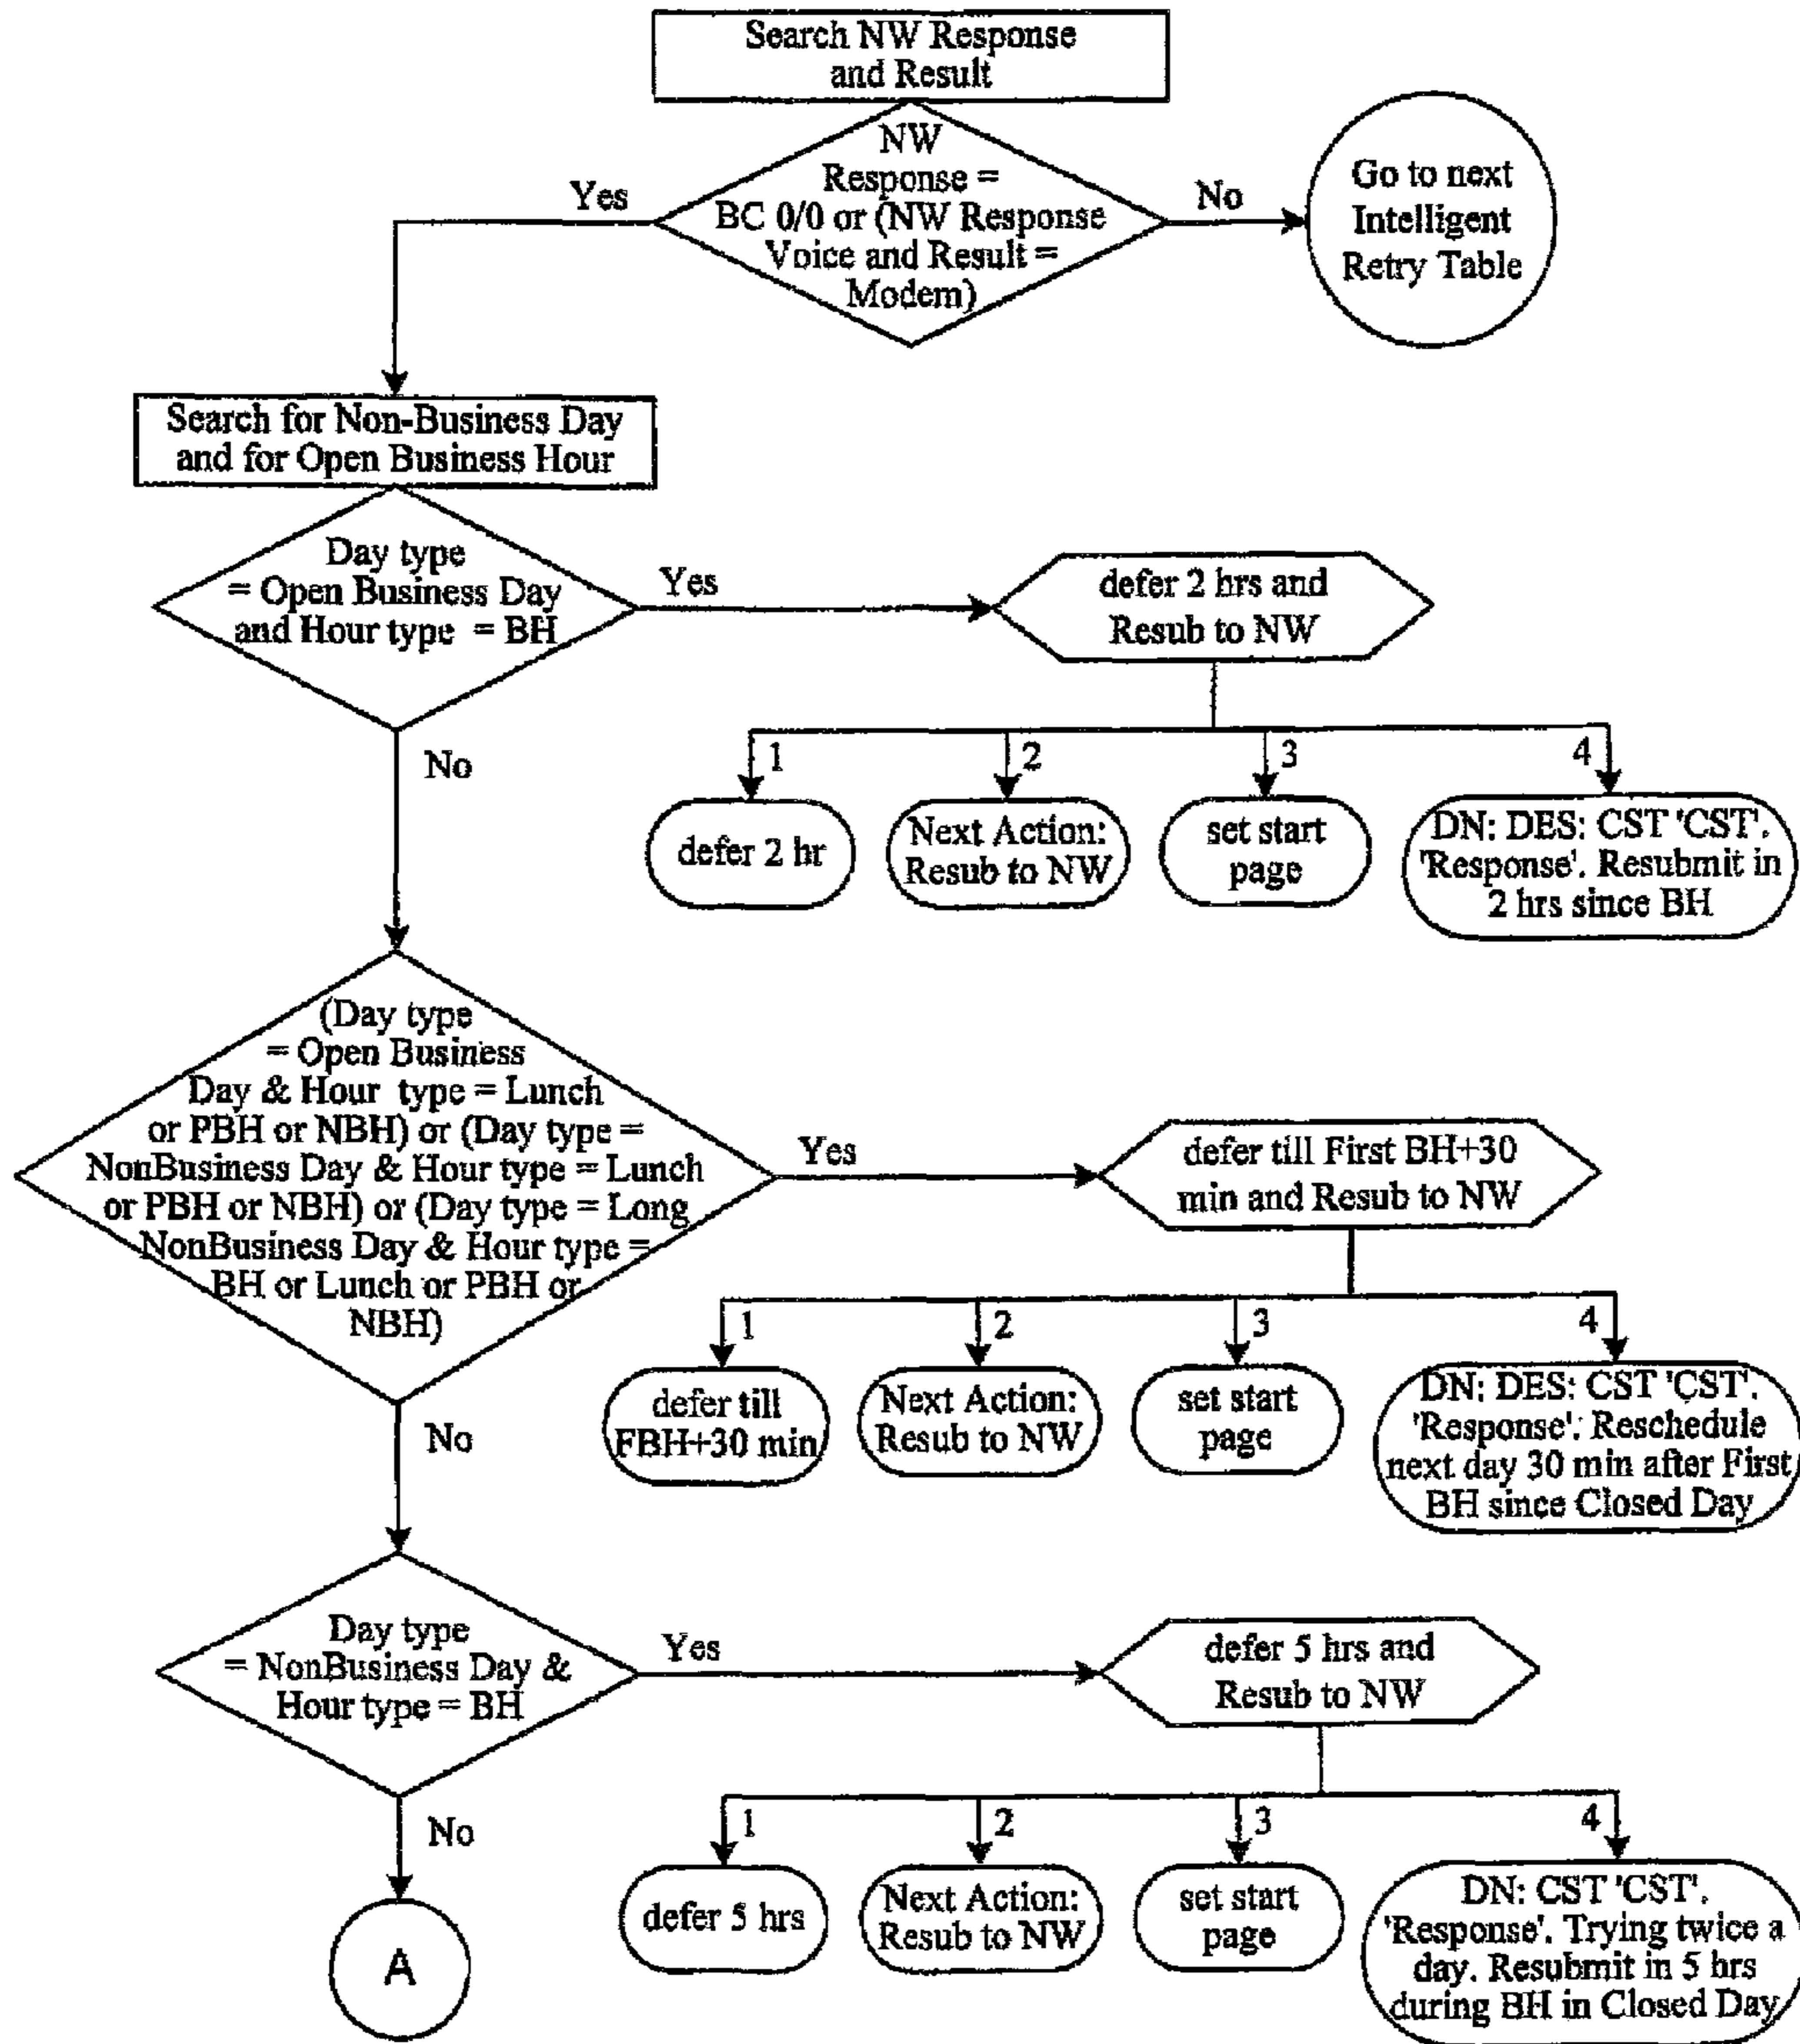 Search NW Response
and Result
NW
Response =
BC 0/0 or (NW Response
Voice and Result =
Modem)
Yes
No
Go to next
Intelligent
Retry Table
Search for Non-Business Day
and for Open Business Hour
Day type
= Open Business Day
and Hour type = BH
Yes
defer 2 hrs and
Resub to NW
No
1
2
3
4
defer 2 hr
Next Action:
Resub to NW
set start
page
DN: DES: CST 'CST'.
'Response'. Resubmit in
2 hrs since BH
(Day type
= Open Business
Day & Hour type = Lunch
or PBH or NBH) or (Day type =
NonBusiness Day & Hour type = Lunch
or PBH or NBH) or (Day type = Long
NonBusiness Day & Hour type =
BH or Lunch or PBH or
NBH)
Yes
defer till First BH+30
min and Resub to NW
No
1
2
3
4
defer till
FBH+30 min
Next Action:
Resub to NW
set start
page
DN: DES: CST 'CST'.
'Response'. Reschedule
next day 30 min after First
BH since Closed Day
Day type
= NonBusiness Day &
Hour type = BH
Yes
defer 5 hrs and
Resub to NW
No
1
2
3
4
defer 5 hrs
Next Action:
Resub to NW
set start
page
DN: CST 'CST'.
'Response'. Trying twice a
day. Resubmit in 5 hrs
during BH in Closed Day
A